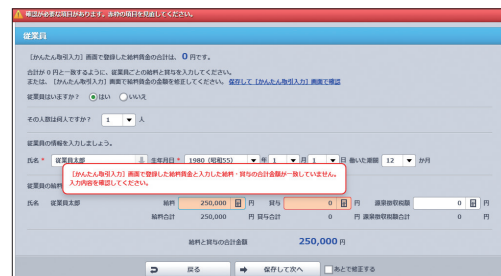 確認が必要な項目があります。赤枠の項目を見直してください。
従業員
[かんたん取引入力] 画面で登録した給料賃金の合計は、 0 円です。
合計が 0 円と一致するように、従業員ごとの給料と賞与を入力してください。
または、 [かんたん取引入力] 画面で給料賃金の金額を修正してください。 保存して [かんたん取引入力] 画面で確認
従業員はいますか? はい いいえ
その人数は何人ですか? 1 人
従業員の情報を入力しましょう。
氏名 * 従業員太郎 生年月日 * 1980 (昭和55) 年 1 月 1 日 働いた期間 12 か月
[かんたん取引入力] 画面で登録した給料賃金と入力した給料・賞与の合計金額が一致していません。
入力内容を確認してください。
従業員の給料
氏名 従業員太郎 給料 250,000 円 賞与 0 円 源泉徴収税額 0 円
給料合計 250,000 円 賞与合計 0 円 源泉徴収税額合計 0 円
給料と賞与の合計金額 250,000 円
戻る 保存して次へ あとで修正する